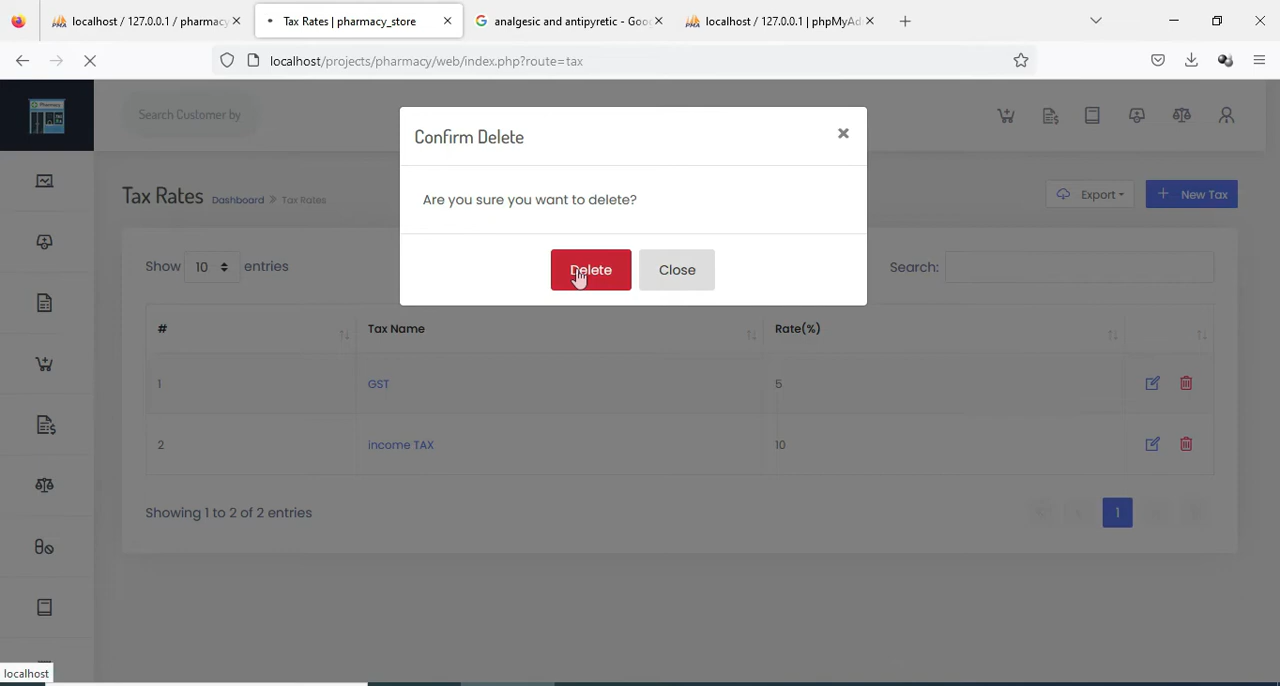 localhost / 127.0.0.1 / pharmacy
Tax Rates | pharmacy_store
analgesic and antipyretic - Goo
localhost / 127.0.0.1 | phpMyAd
localhost/projects/pharmacy/web/index.php?route=tax
Pharmacy
Search Customer by
Confirm Delete
Are you sure you want to delete?
Delete
Close
Tax Rates
Dashboard
Tax Rates
Export
New Tax
Show 10 entries
Search:
# Tax Name Rate(%)
1 GST 5
2 income TAX 10
Showing 1 to 2 of 2 entries
1
localhost